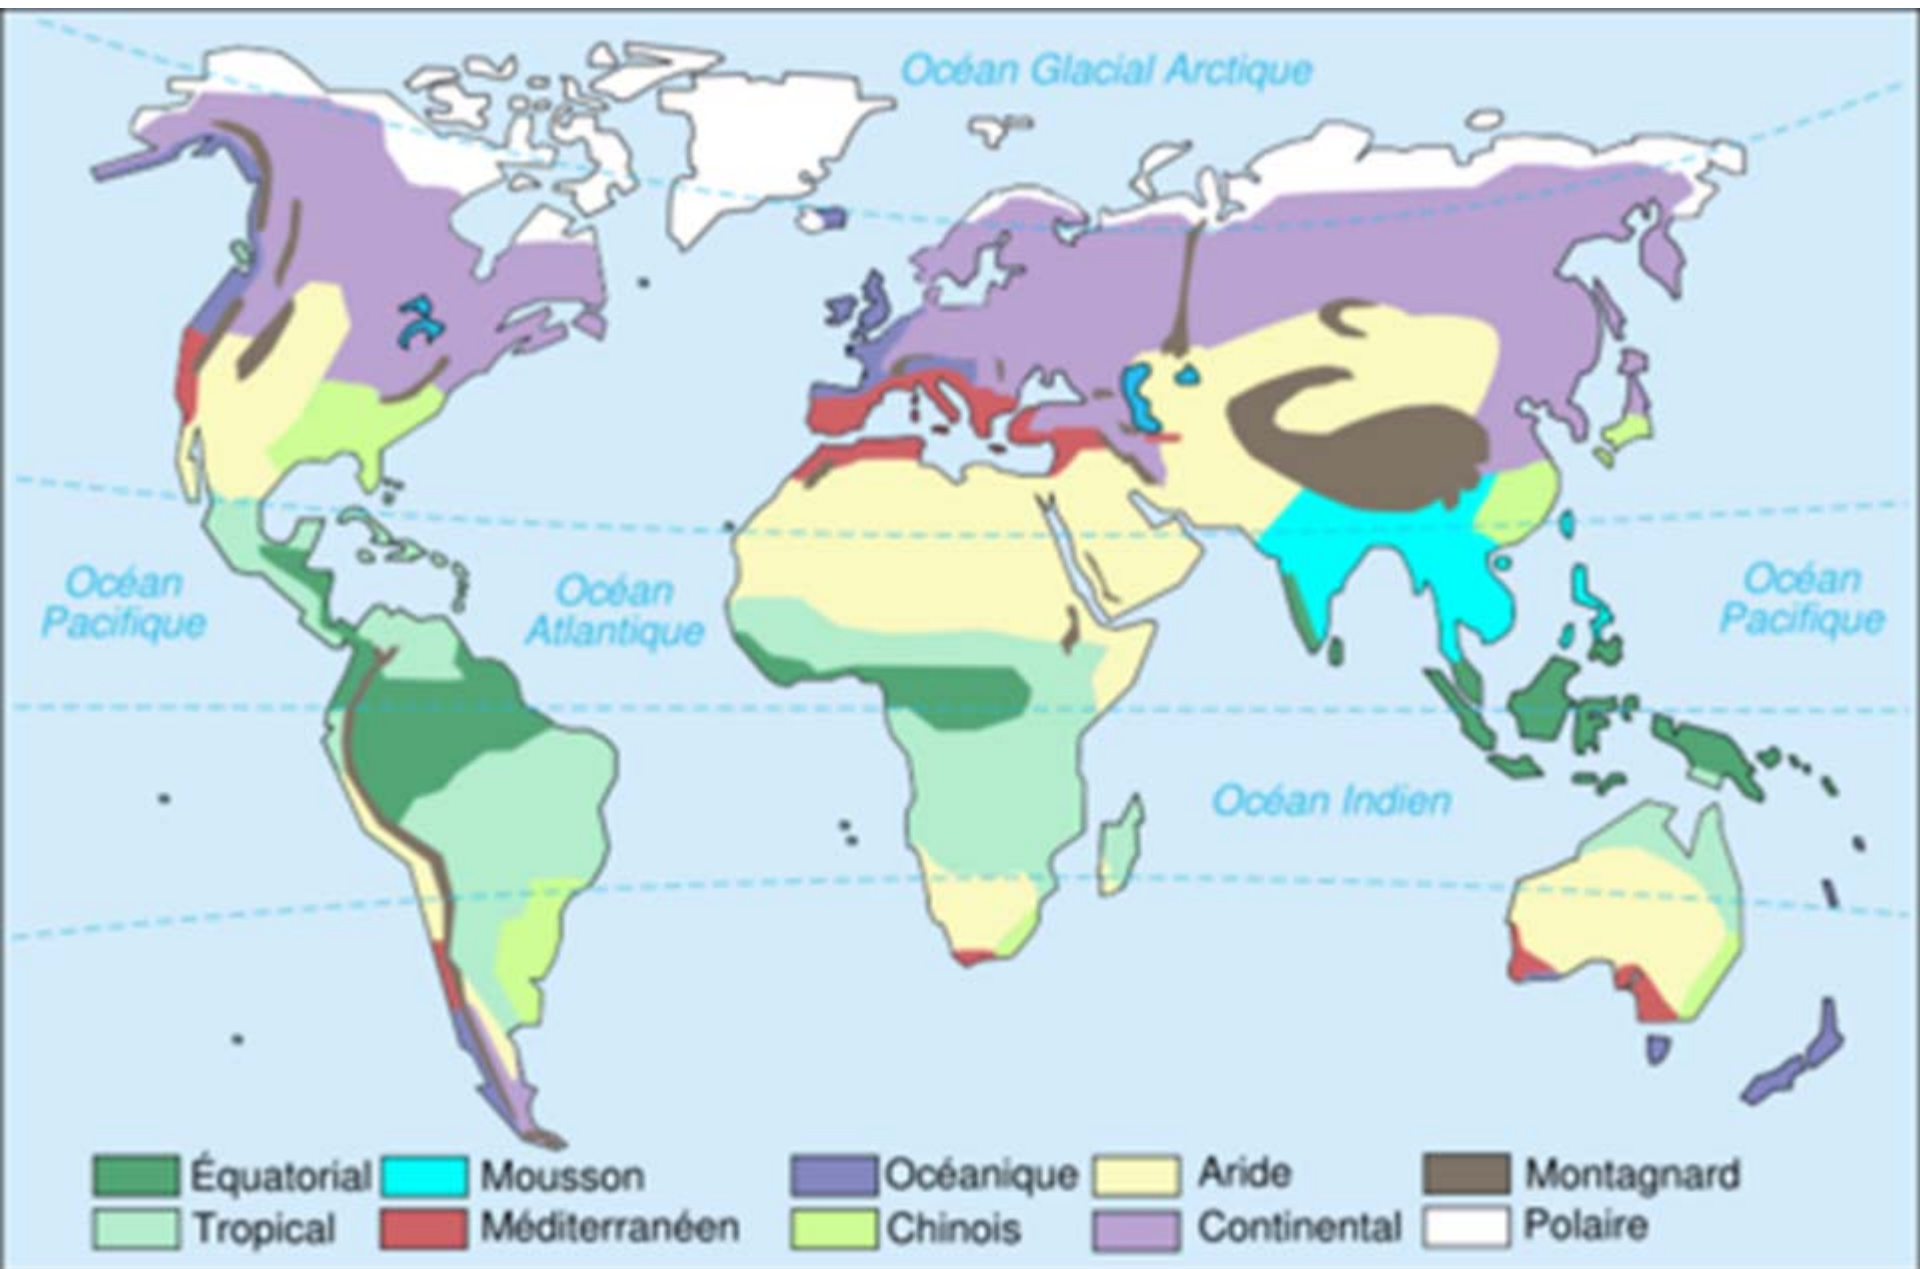 Océan Glacial Arctique
Océan
Pacifique
Océan
Atlantique
Océan
Pacifique
Océan Indien
Équatorial
Mousson
Océanique
Aride
Montagnard
Tropical
Méditerranéen
Chinois
Continental
Polaire